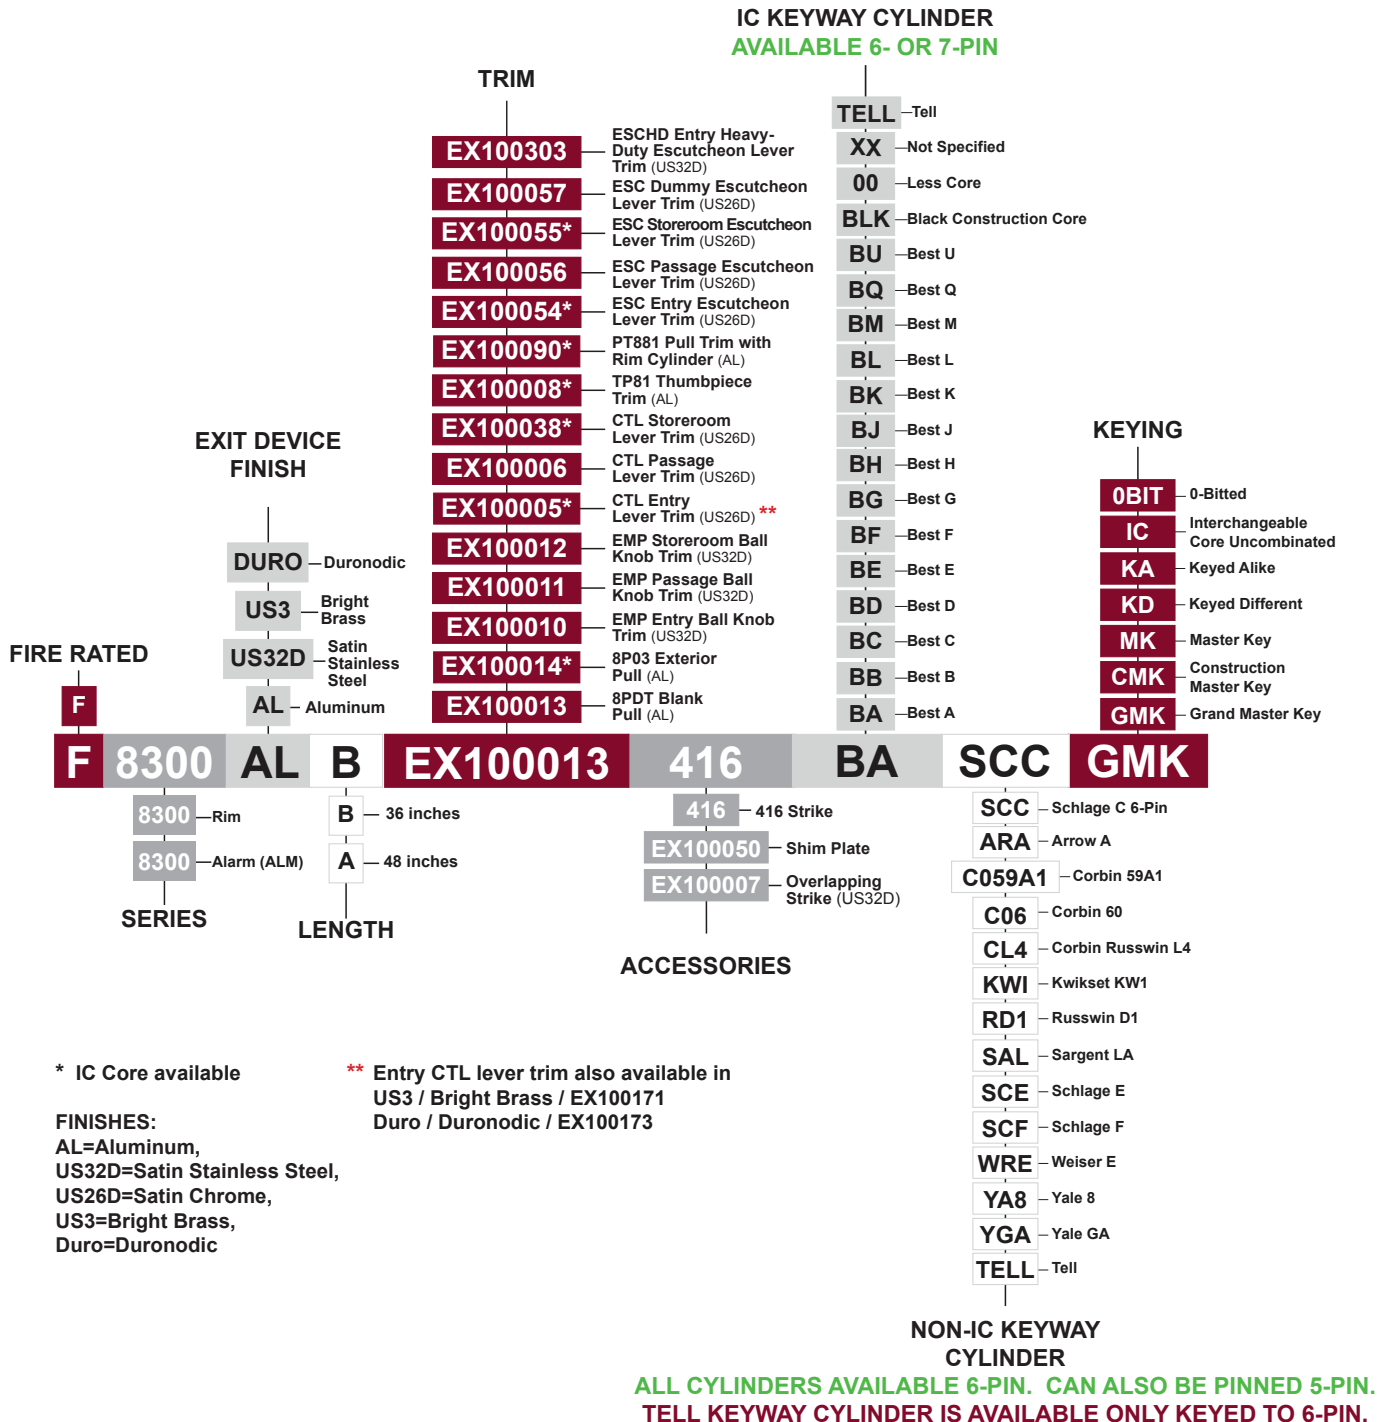 IC KEYWAY CYLINDER
AVAILABLE 6- OR 7-PIN
TELL
Tell
XX
Not Specified
00
Less Core
BLK
Black Construction Core
BU
Best U
BQ
Best Q
BM
Best M
BL
Best L
BK
Best K
BJ
Best J
BH
Best H
BG
Best G
BF
Best F
BE
Best E
BD
Best D
BC
Best C
BB
Best B
BA
Best A
TRIM
EX100303
ESCHD Entry Heavy-
Duty Escutcheon Lever
Trim (US32D)
EX100057
ESC Dummy Escutcheon
Lever Trim (US26D)
EX100055*
ESC Storeroom Escutcheon
Lever Trim (US26D)
EX100056
ESC Passage Escutcheon
Lever Trim (US26D)
EX100054*
ESC Entry Escutcheon
Lever Trim (US26D)
EX100090*
PT881 Pull Trim with
Rim Cylinder (AL)
EX100008*
TP81 Thumbpiece
Trim (AL)
EX100038*
CTL Storeroom
Lever Trim (US26D)
EX100006
CTL Passage
Lever Trim (US26D)
EX100005*
CTL Entry
Lever Trim (US26D) **
EX100012
EMP Storeroom Ball
Knob Trim (US32D)
EX100011
EMP Passage Ball
Knob Trim (US32D)
EX100010
EMP Entry Ball Knob
Trim (US32D)
EX100014*
8P03 Exterior
Pull (AL)
EX100013
8PDT Blank
Pull (AL)
EXIT DEVICE
FINISH
DURO
Duronodic
US3
Bright
Brass
US32D
Satin
Stainless
Steel
AL
Aluminum
FIRE RATED
F
KEYING
0BIT
0-Bitted
IC
Interchangeable
Core Uncombinated
KA
Keyed Alike
KD
Keyed Different
MK
Master Key
CMK
Construction
Master Key
GMK
Grand Master Key
F 8300 AL B EX100013 416 BA SCC GMK
8300
Rim
8300
Alarm (ALM)
SERIES
B
36 inches
A
48 inches
LENGTH
416
416 Strike
EX100050
Shim Plate
EX100007
Overlapping
Strike (US32D)
ACCESSORIES
SCC
Schlage C 6-Pin
ARA
Arrow A
C059A1
Corbin 59A1
C06
Corbin 60
CL4
Corbin Russwin L4
KWI
Kwikset KW1
RD1
Russwin D1
SAL
Sargent LA
SCE
Schlage E
SCF
Schlage F
WRE
Weiser E
YA8
Yale 8
YGA
Yale GA
TELL
Tell
NON-IC KEYWAY
CYLINDER
ALL CYLINDERS AVAILABLE 6-PIN. CAN ALSO BE PINNED 5-PIN.
TELL KEYWAY CYLINDER IS AVAILABLE ONLY KEYED TO 6-PIN.
* IC Core available
FINISHES:
AL=Aluminum,
US32D=Satin Stainless Steel,
US26D=Satin Chrome,
US3=Bright Brass,
Duro=Duronodic
** Entry CTL lever trim also available in
US3 / Bright Brass / EX100171
Duro / Duronodic / EX100173